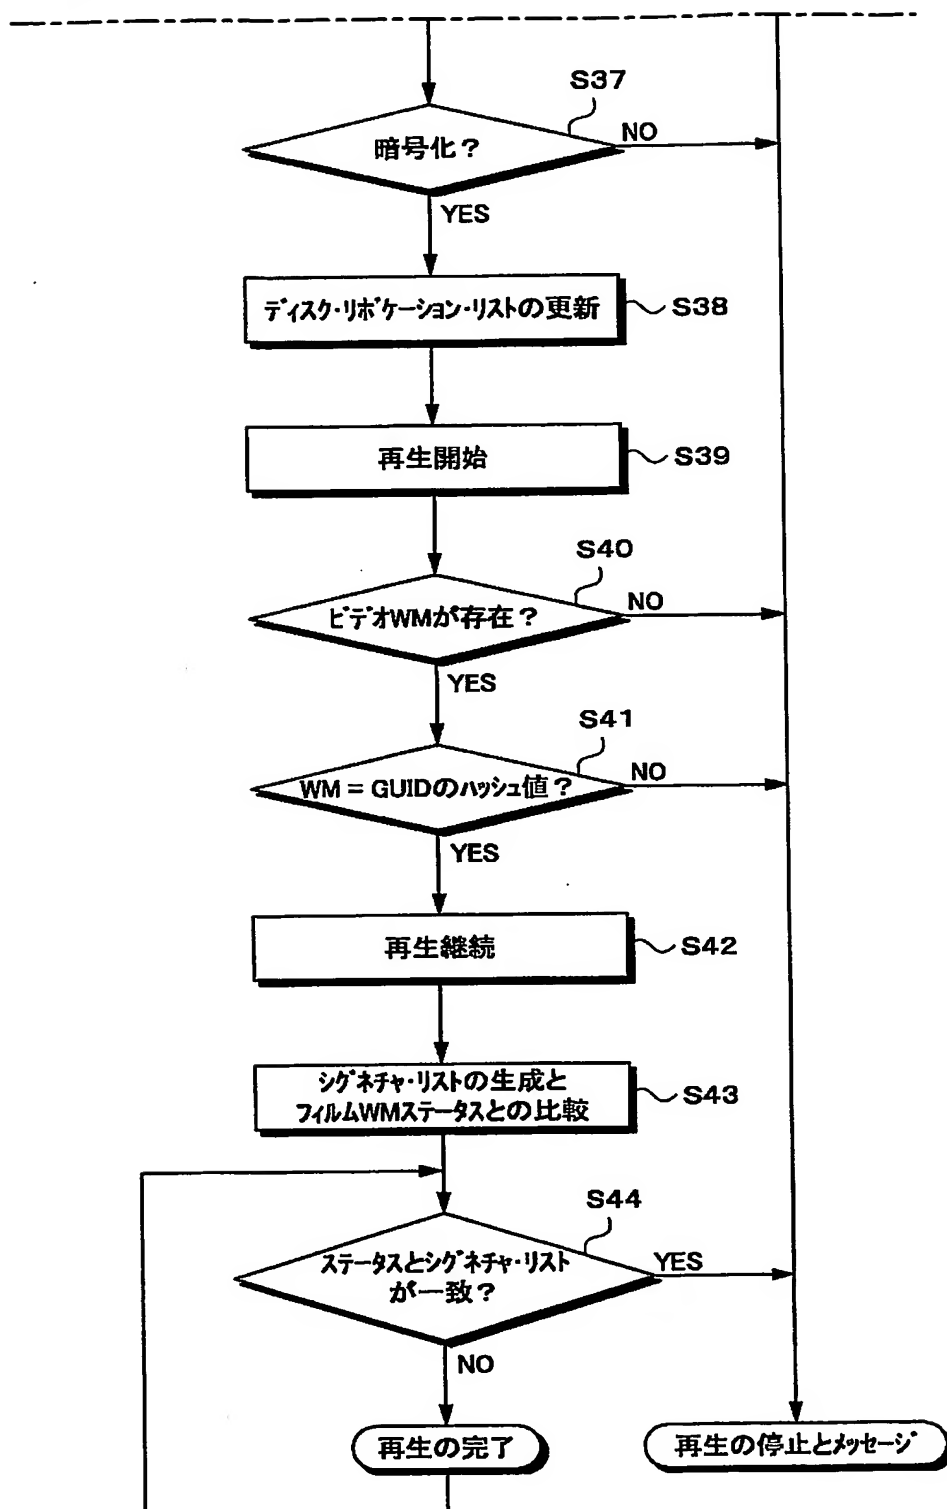 S37
暗号化?
NO
YES
ディスク・リボケーション・リストの更新
S38
再生開始
S39
S40
ビデオWMが存在?
NO
YES
S41
WM = GUIDのハッシュ値?
NO
YES
再生継続
S42
シグネチャ・リストの生成と
フィルムWMステータスとの比較
S43
S44
ステータスとシグネチャ・リスト
が一致?
YES
NO
再生の完了
再生の停止とメッセージ